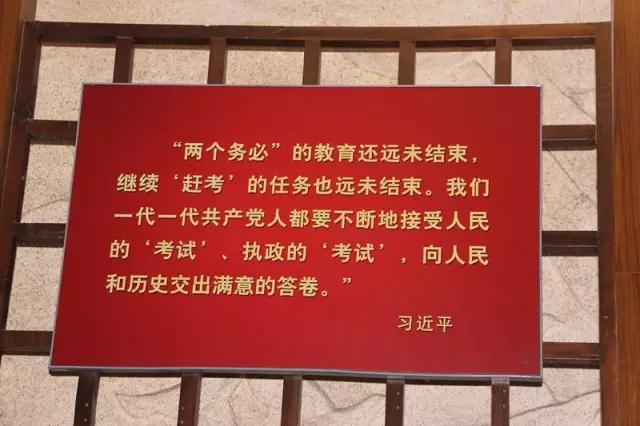 “两个务必”的教育还远未结束，
继续‘赶考’的任务也远未结束。我们
一代一代共产党人都要不断地接受人民
的‘考试’、执政的‘考试’，向人民
和历史交出满意的答卷。”
习近平